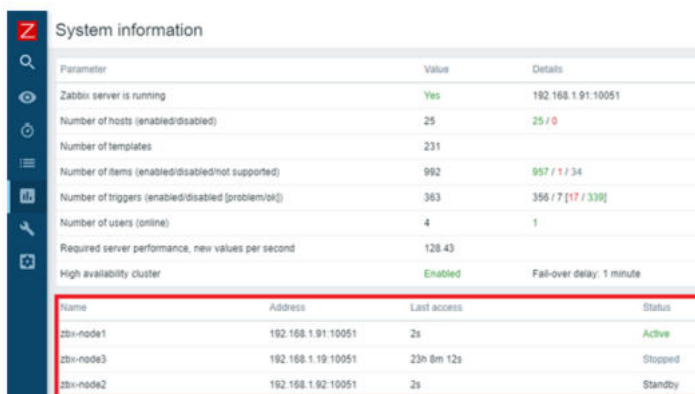 Z System information
Parameter Value Details
Zabbix server is running Yes 192.168.1.91:10051
Number of hosts (enabled/disabled) 25 25 / 0
Number of templates 231
Number of items (enabled/disabled/not supported) 992 957 / 1 / 34
Number of triggers (enabled/disabled [problem/ok]) 363 356 / 7 [17 / 339]
Number of users (online) 4 1
Required server performance, new values per second 128.43
High availability cluster Enabled Fail-over delay: 1 minute
Name Address Last access Status
zbx-node1 192.168.1.91:10051 2s Active
zbx-node3 192.168.1.19:10051 23h 8m 12s Stopped
zbx-node2 192.168.1.92:10051 2s Standby